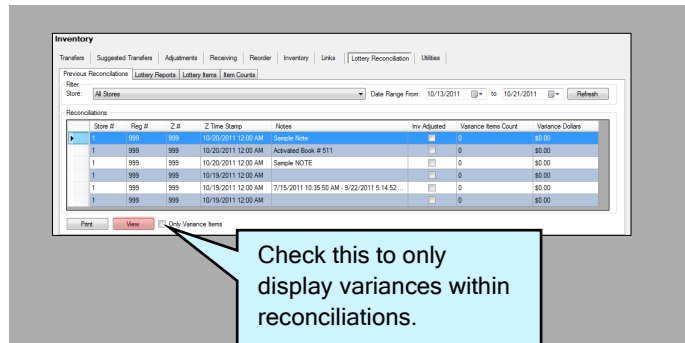 Inventory
Transfers Suggested Transfers Adjustments Receiving Reorder Inventory Links Lottery Reconciliation Utilities
Previous Reconciliations Lottery Reports Lottery Items Item Counts
Filter
Store: All Stores Date Range From: 10/13/2011 to 10/21/2011 Refresh
Reconciliations
Store # Reg # Z # Z Time Stamp Notes Inv Adjusted Variance Items Count Variance Dollars
1 999 999 10/20/2011 12:00 AM Sample Note 0 $0.00
1 999 999 10/20/2011 12:00 AM Activated Book # 511 0 $0.00
1 999 999 10/20/2011 12:00 AM Sample NOTE 0 $0.00
1 999 999 10/19/2011 12:00 AM 0 $0.00
1 999 999 10/19/2011 12:00 AM 7/15/2011 10:35:50 AM - 9/22/2011 5:14:52... 0 $0.00
1 999 999 10/19/2011 12:00 AM 0 $0.00
Print View Only Variance Items
Check this to only
display variances within
reconciliations.